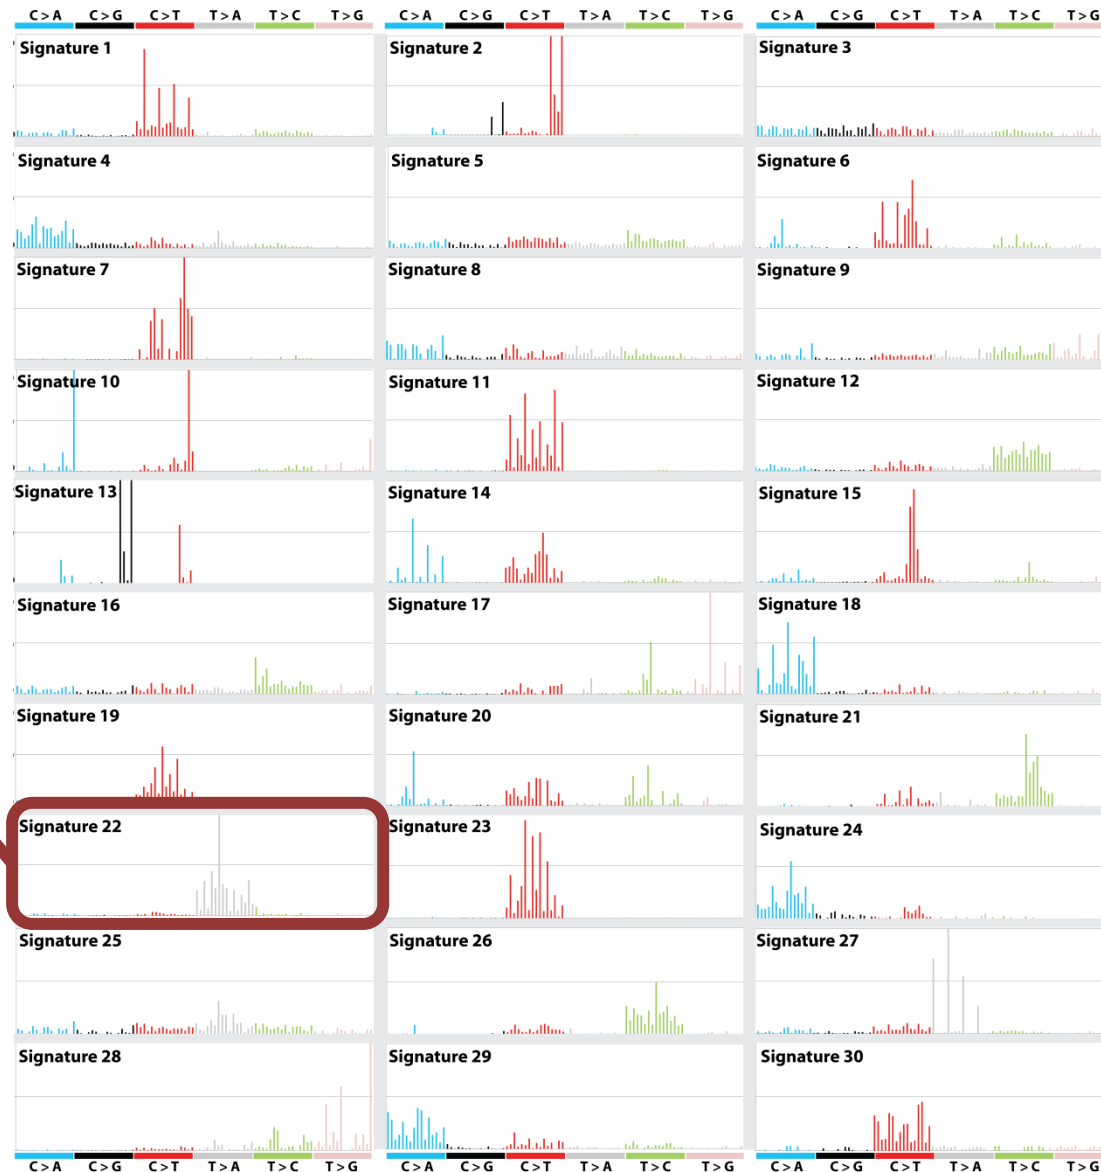 C>A C>G C>T T>A T>C T>G C>A C>G C>T T>A T>C T>G C>A C>G C>T T>A T>C T>G
Signature 1 Signature 2 Signature 3
Signature 4 Signature 5 Signature 6
Signature 7 Signature 8 Signature 9
Signature 10 Signature 11 Signature 12
Signature 13 Signature 14 Signature 15
Signature 16 Signature 17 Signature 18
Signature 19 Signature 20 Signature 21
Signature 22 Signature 23 Signature 24
Signature 25 Signature 26 Signature 27
Signature 28 Signature 29 Signature 30
C>A C>G C>T T>A T>C T>G C>A C>G C>T T>A T>C T>G C>A C>G C>T T>A T>C T>G